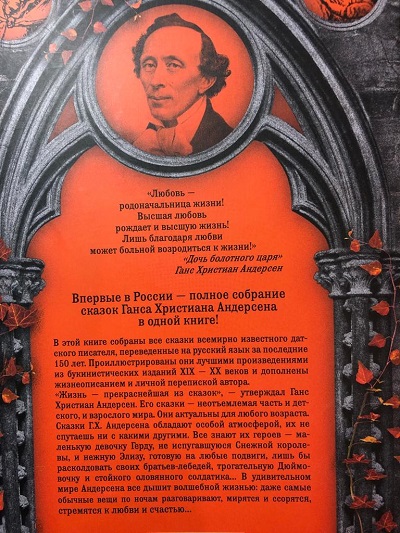 «Любовь —
родоначальница жизни!
Высшая любовь
рождает и высшую жизнь!
Лишь благодаря любви
может больной возродиться к жизни!»
"Дочь болотного царя"
Ганс Христиан Андерсен
Впервые в России — полное собрание
сказок Ганса Христиана Андерсена
в одной книге!
В этой книге собраны все сказки всемирно известного дат-
ского писателя, переведенные на русский язык за последние
150 лет. Проиллюстрированы они лучшими произведениями
из букинистических изданий XIX — XX веков и дополнены
жизнеописанием и личной перепиской автора.
«Жизнь — прекраснейшая из сказок», — утверждал Ганс
Христиан Андерсен. Его сказки — неотъемлемая часть и детс-
кого, и взрослого мира. Они актуальны для любого возраста.
Сказки Г.Х. Андерсена обладают особой атмосферой, их не
спутаешь ни с какими другими. Все знают их героев — ма-
ленькую девочку Герду, не испугавшуюся Снежной короле-
вы, и нежную Элизу, готовую на любые подвиги, лишь бы
расколдовать своих братьев-лебедей, трогательную Дюймо-
вочку и стойкого оловянного солдатика... В удивительном
мире Андерсена все дышит волшебной жизнью: даже самые
обычные вещи по ночам разговаривают, мирятся и ссорятся,
стремятся к любви и счастью...